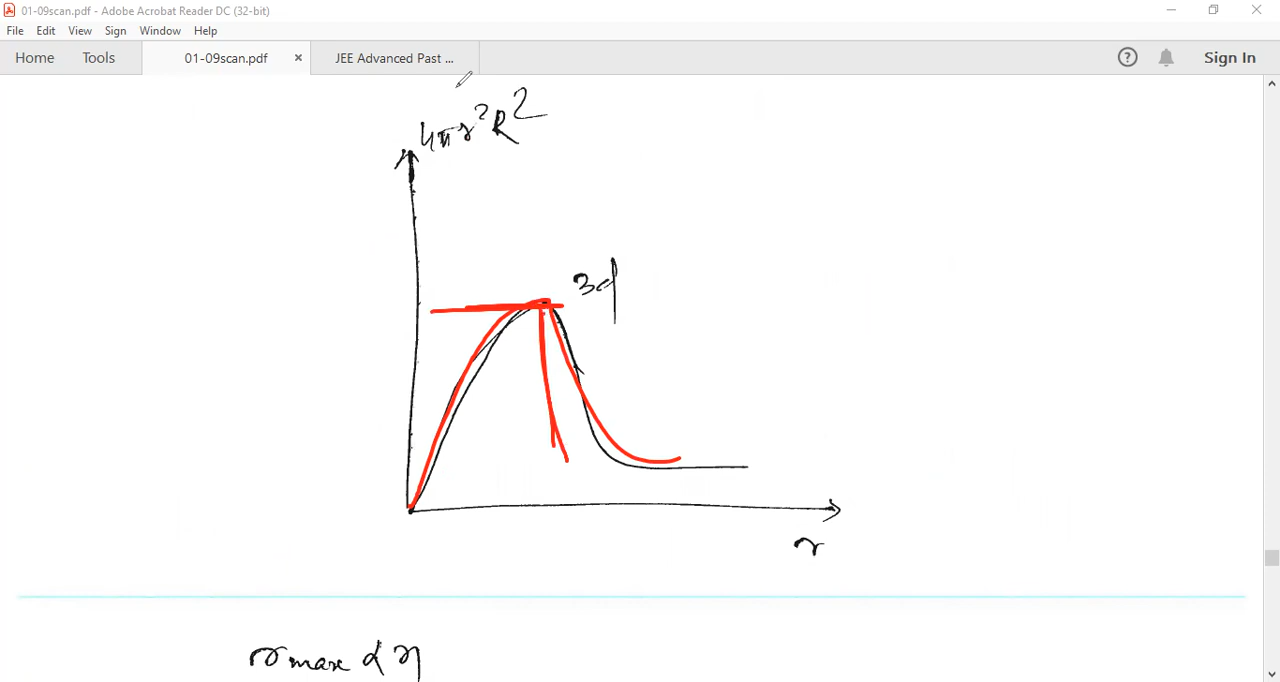 01-09scan.pdf - Adobe Acrobat Reader DC (32-bit)
File Edit View Sign Window Help
Home Tools 01-09scan.pdf × JEE Advanced Past ... Sign In
4πr²R²
3d
r
r max α n